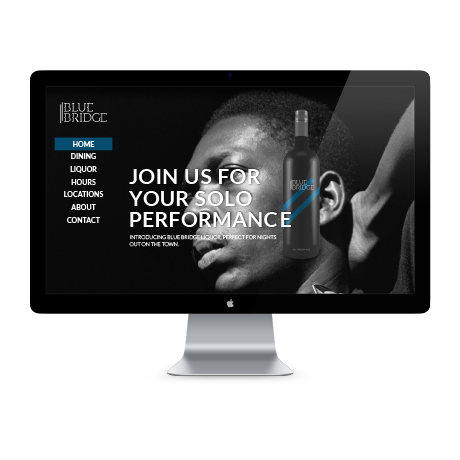 BLUE
BRIDGE
HOME
DINING
LIQUOR
HOURS
LOCATIONS
ABOUT
CONTACT
JOIN US FOR
YOUR SOLO
PERFORMANCE
INTRODUCING BLUE BRIDGE LIQUOR, PERFECT FOR NIGHTS
OUT ON THE TOWN.
BLUE
BRIDGE